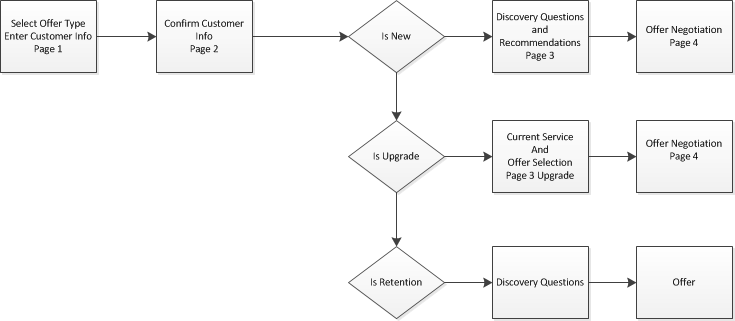 Select Offer Type
Enter Customer Info
Page 1
Confirm Customer
Info
Page 2
Is New
Discovery Questions
and
Recommendations
Page 3
Offer Negotiation
Page 4
Is Upgrade
Current Service
And
Offer Selection
Page 3 Upgrade
Offer Negotiation
Page 4
Is Retention
Discovery Questions
Offer